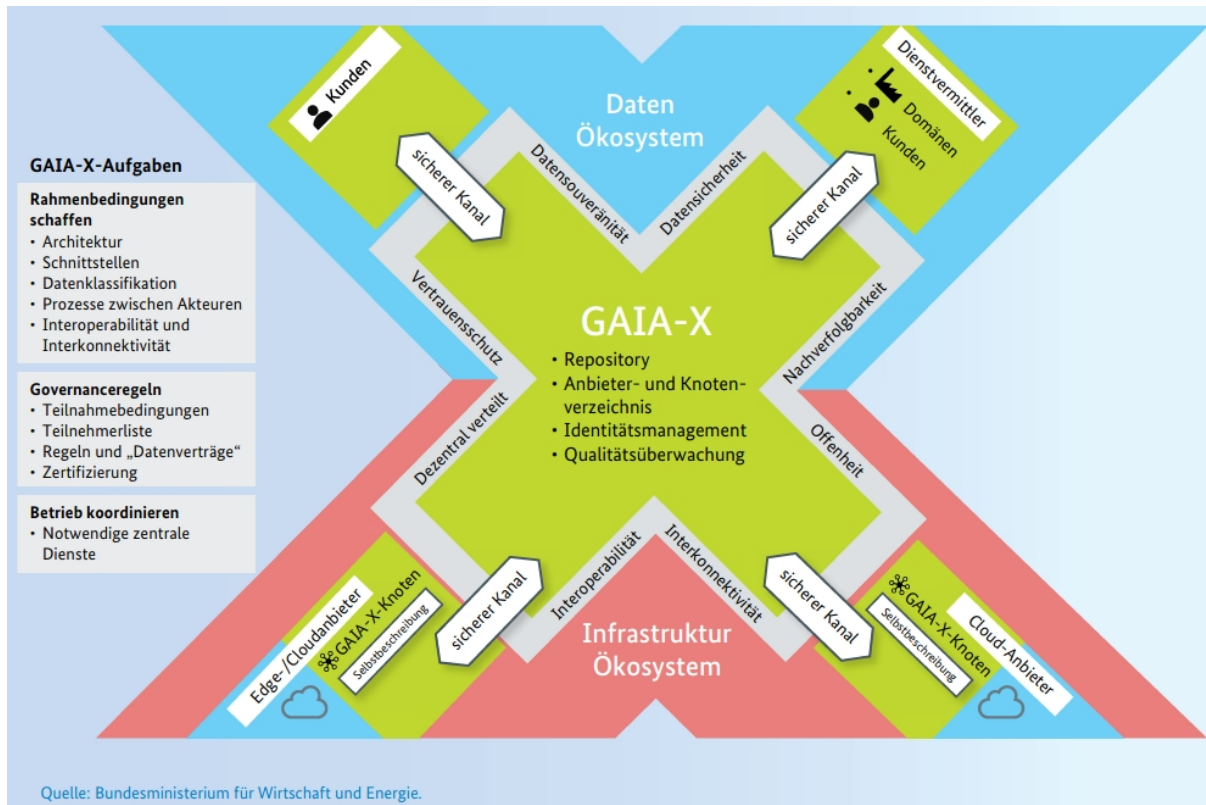 GAIA-X-Aufgaben
Rahmenbedingungen
schaffen
• Architektur
• Schnittstellen
• Datenklassifikation
• Prozesse zwischen Akteuren
• Interoperabilität und
Interkonnektivität
Governanceregeln
• Teilnahmebedingungen
• Teilnehmerliste
• Regeln und „Datenverträge“
• Zertifizierung
Betrieb koordinieren
• Notwendige zentrale
Dienste
Kunden
sicherer Kanal
Daten
Ökosystem
Dienstvermittler
Domänen
Kunden
sicherer Kanal
Datensouveränität
Datensicherheit
Vertrauensschutz
Nachverfolgbarkeit
GAIA-X
• Repository
• Anbieter- und Knoten-
verzeichnis
• Identitätsmanagement
• Qualitätsüberwachung
Dezentral verteilt
Offenheit
Interoperabilität
Interkonnektivität
Edge-/Cloudanbieter
GAIA-X-Knoten
Selbstbeschreibung
sicherer Kanal
Infrastruktur
Ökosystem
sicherer Kanal
GAIA-X-Knoten
Selbstbeschreibung
Cloud-Anbieter
Quelle: Bundesministerium für Wirtschaft und Energie.